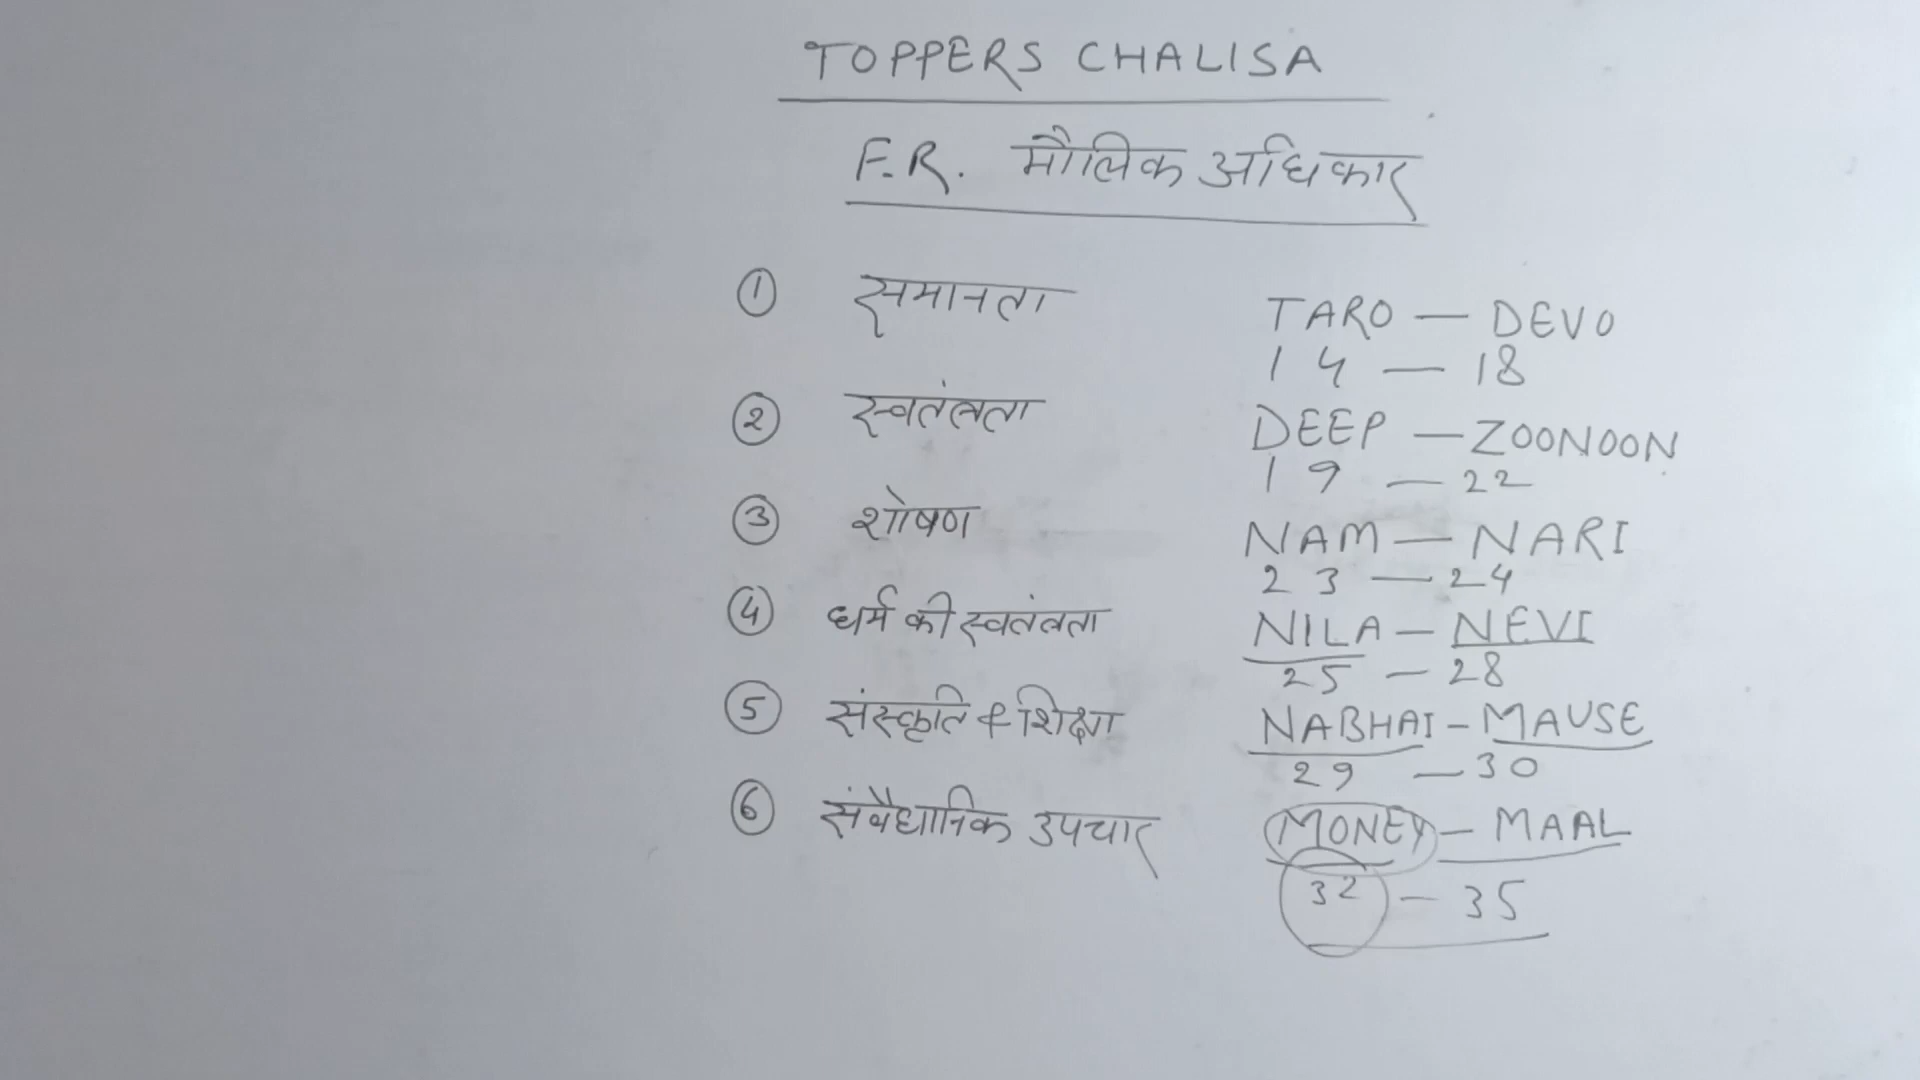 TOPPERS CHALISA
F.R. मौलिक अधिकार
① समानता TARO — DEVO
14 — 18
② स्वतंत्रता DEEP — ZOONOON
19 — 22
③ शोषण NAM — NARI
23 — 24
④ धर्म की स्वतंत्रता NILA — NEVI
25 — 28
⑤ संस्कृति & शिक्षा NABHAI - MAUSE
29 — 30
⑥ संवैधानिक उपचार MONEY - MAAL
32 - 35